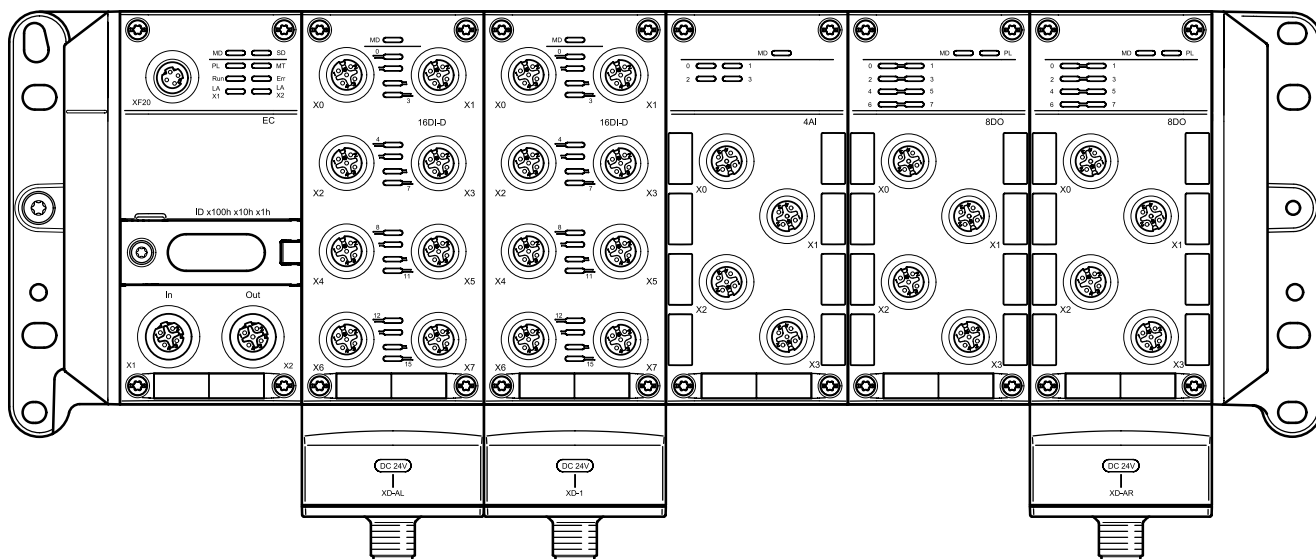 MD SD
PL MT
Run Err
LA LA
X1 X2
XF20
EC
ID x100h x10h x1h
In Out
X1 X2
MD
0
3
X0 X1
16DI-D
4
7
X2 X3
8
11
X4 X5
12
15
X6 X7
DC 24V
XD-AL
MD
0
3
X0 X1
16DI-D
4
7
X2 X3
8
11
X4 X5
12
15
X6 X7
DC 24V
XD-1
MD
0 1
2 3
4AI
X0
X1
X2
X3
MD PL
0 1
2 3
4 5
6 7
8DO
X0
X1
X2
X3
MD PL
0 1
2 3
4 5
6 7
8DO
X0
X1
X2
X3
DC 24V
XD-AR